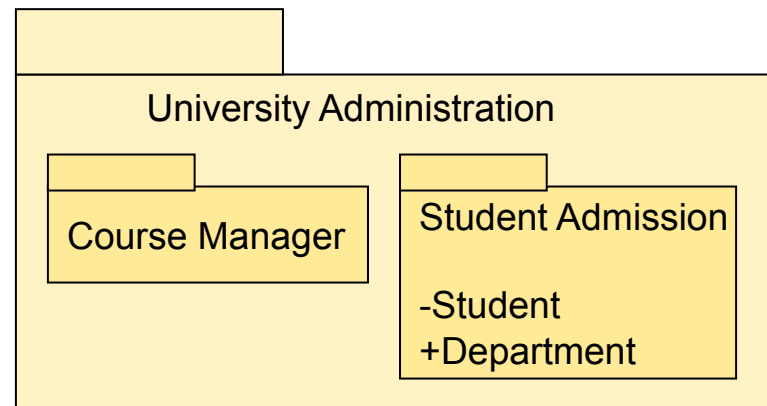 University Administration
Course Manager
Student Admission
-Student
+Department